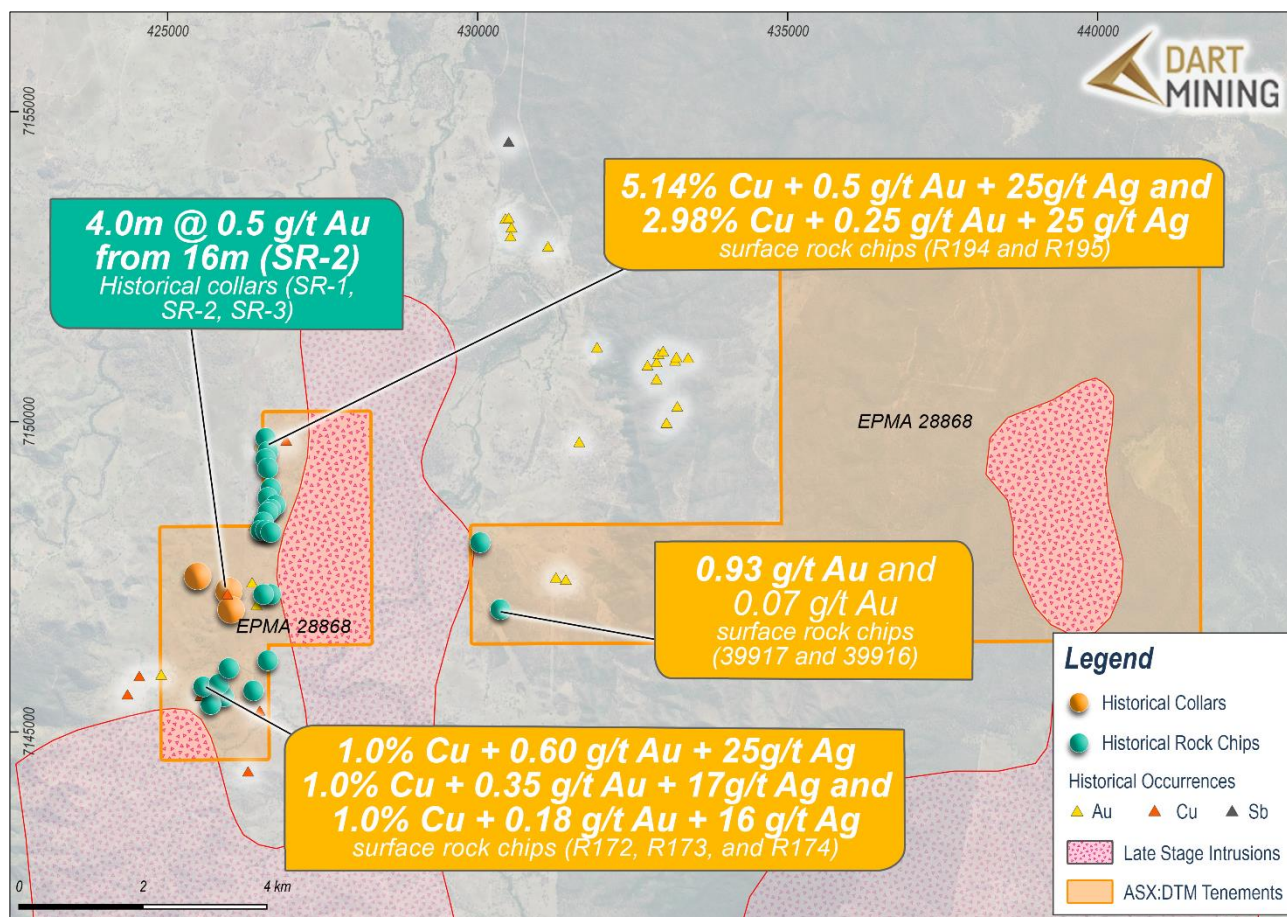 425000
430000
435000
440000
DART
MINING
7155000
5.14% Cu + 0.5 g/t Au + 25g/t Ag and
2.98% Cu + 0.25 g/t Au + 25 g/t Ag
surface rock chips (R194 and R195)
4.0m @ 0.5 g/t Au
from 16m (SR-2)
Historical collars (SR-1,
SR-2, SR-3)
7150000
EPMA 28868
0.93 g/t Au and
0.07 g/t Au
surface rock chips
(39917 and 39916)
EPMA 28868
7145000
1.0% Cu + 0.60 g/t Au + 25g/t Ag
1.0% Cu + 0.35 g/t Au + 17g/t Ag and
1.0% Cu + 0.18 g/t Au + 16 g/t Ag
surface rock chips (R172, R173, and R174)
Legend
Historical Collars
Historical Rock Chips
Historical Occurrences
Au Cu Sb
Late Stage Intrusions
ASX:DTM Tenements
0 2 4 km